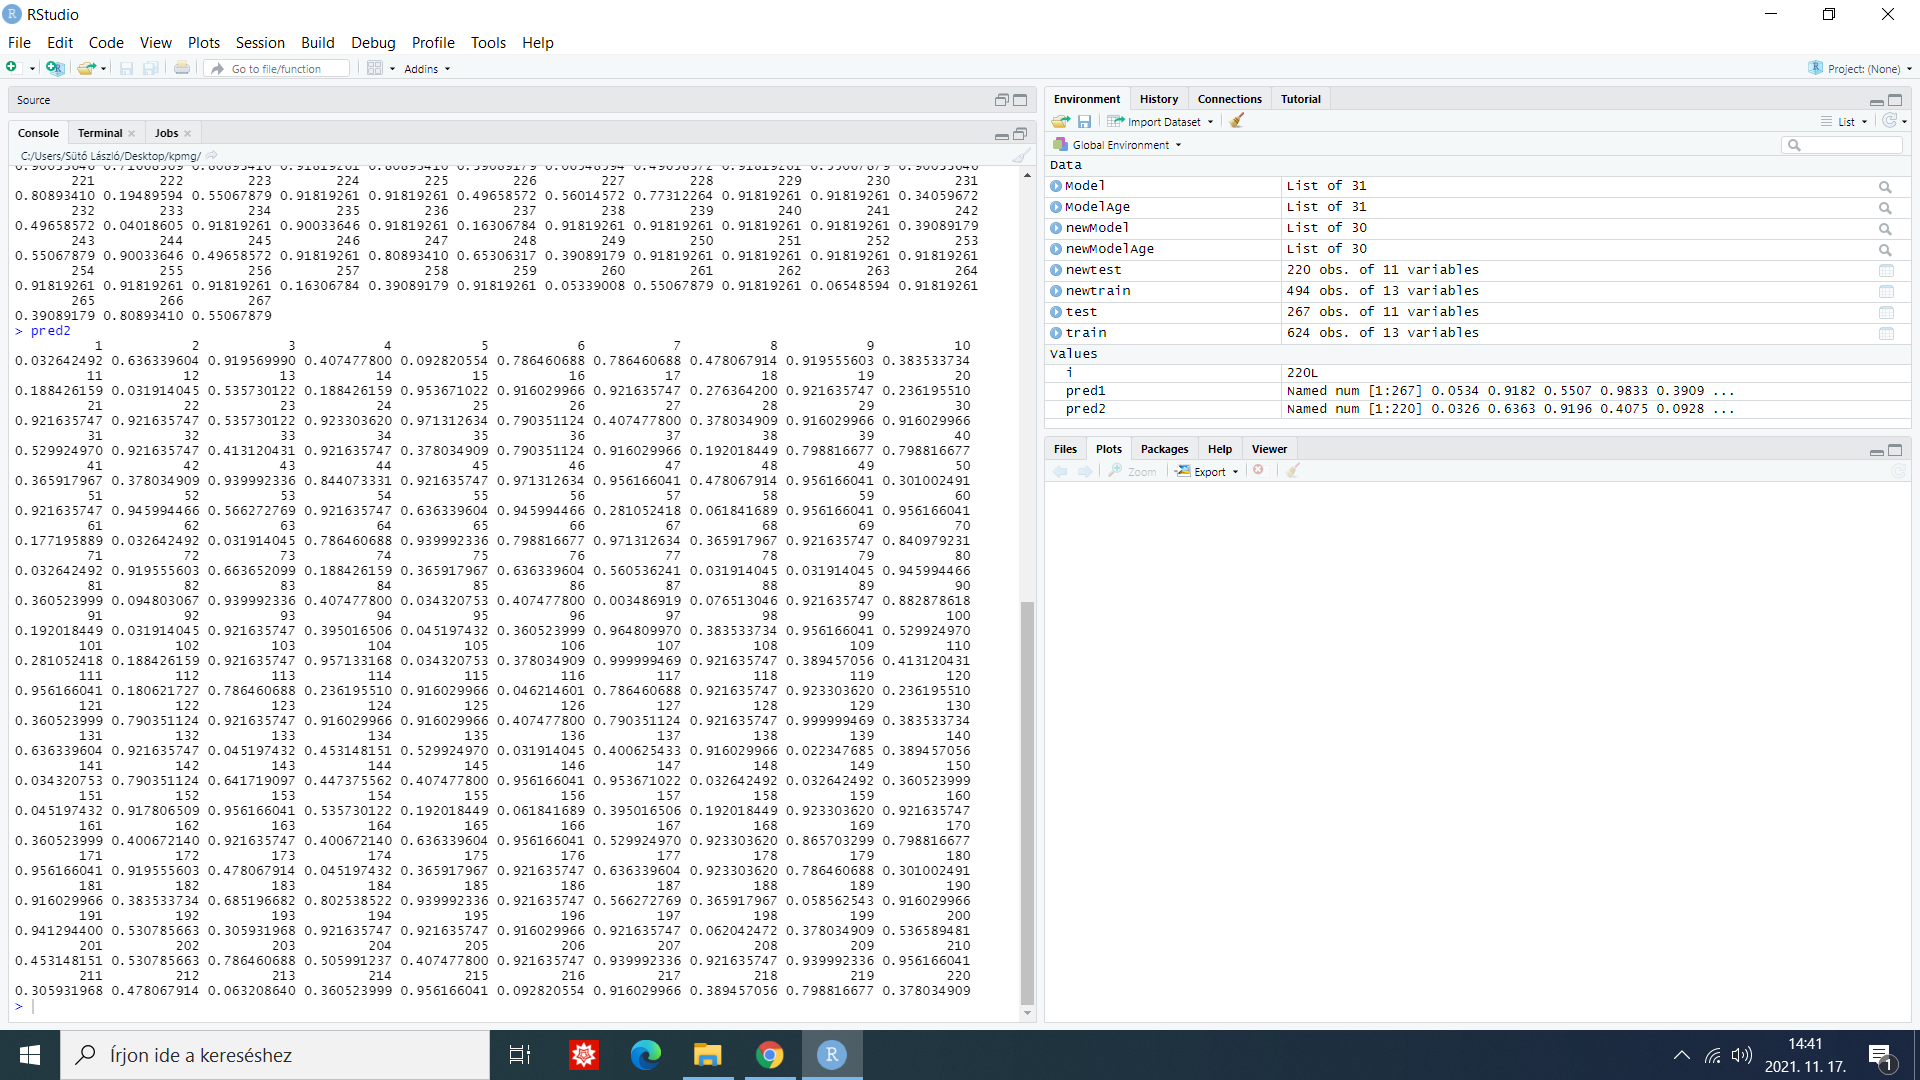 RStudio
File Edit Code View Plots Session Build Debug Profile Tools Help
Go to file/function Addins Project: (None)
Source
Console Terminal Jobs
C:/Users/Sütő László/Desktop/kpmg/
221 222 223 224 225 226 227 228 229 230 231
0.80893410 0.19489594 0.55067879 0.91819261 0.91819261 0.49658572 0.56014572 0.77312264 0.91819261 0.91819261 0.34059672
232 233 234 235 236 237 238 239 240 241 242
0.49658572 0.04018605 0.91819261 0.90033646 0.91819261 0.16306784 0.91819261 0.91819261 0.91819261 0.91819261 0.39089179
243 244 245 246 247 248 249 250 251 252 253
0.55067879 0.90033646 0.49658572 0.91819261 0.80893410 0.65306317 0.39089179 0.91819261 0.91819261 0.91819261 0.91819261
254 255 256 257 258 259 260 261 262 263 264
0.91819261 0.91819261 0.91819261 0.16306784 0.39089179 0.91819261 0.05339008 0.55067879 0.91819261 0.06548594 0.91819261
265 266 267
0.39089179 0.80893410 0.55067879
> pred2
1 2 3 4 5 6 7 8 9 10
0.032642492 0.636339604 0.919569990 0.407477800 0.092820554 0.786460688 0.786460688 0.478067914 0.919555603 0.383533734
11 12 13 14 15 16 17 18 19 20
0.188426159 0.031914045 0.535730122 0.188426159 0.953671022 0.916029966 0.921635747 0.276364200 0.921635747 0.236195510
21 22 23 24 25 26 27 28 29 30
0.921635747 0.921635747 0.535730122 0.923303620 0.971312634 0.790351124 0.407477800 0.378034909 0.916029966 0.916029966
31 32 33 34 35 36 37 38 39 40
0.529924970 0.921635747 0.413120431 0.921635747 0.378034909 0.790351124 0.916029966 0.192018449 0.798816677 0.798816677
41 42 43 44 45 46 47 48 49 50
0.365917967 0.378034909 0.939992336 0.844073331 0.921635747 0.971312634 0.956166041 0.478067914 0.956166041 0.301002491
51 52 53 54 55 56 57 58 59 60
0.921635747 0.945994466 0.566272769 0.921635747 0.636339604 0.945994466 0.281052418 0.061841689 0.956166041 0.956166041
61 62 63 64 65 66 67 68 69 70
0.177195889 0.032642492 0.031914045 0.786460688 0.939992336 0.798816677 0.971312634 0.365917967 0.921635747 0.840979231
71 72 73 74 75 76 77 78 79 80
0.032642492 0.919555603 0.663652099 0.188426159 0.365917967 0.636339604 0.560536241 0.031914045 0.031914045 0.945994466
81 82 83 84 85 86 87 88 89 90
0.360523999 0.094803067 0.939992336 0.407477800 0.034320753 0.407477800 0.003486919 0.076513046 0.921635747 0.882878618
91 92 93 94 95 96 97 98 99 100
0.192018449 0.031914045 0.921635747 0.395016506 0.045197432 0.360523999 0.964809970 0.383533734 0.956166041 0.529924970
101 102 103 104 105 106 107 108 109 110
0.281052418 0.188426159 0.921635747 0.957133168 0.034320753 0.378034909 0.999999469 0.921635747 0.389457056 0.413120431
111 112 113 114 115 116 117 118 119 120
0.956166041 0.180621727 0.786460688 0.236195510 0.916029966 0.046214601 0.786460688 0.921635747 0.923303620 0.236195510
121 122 123 124 125 126 127 128 129 130
0.360523999 0.790351124 0.921635747 0.916029966 0.916029966 0.407477800 0.790351124 0.921635747 0.999999469 0.383533734
131 132 133 134 135 136 137 138 139 140
0.636339604 0.921635747 0.045197432 0.453148151 0.529924970 0.031914045 0.400625433 0.916029966 0.022347685 0.389457056
141 142 143 144 145 146 147 148 149 150
0.034320753 0.790351124 0.641719097 0.447375562 0.407477800 0.956166041 0.953671022 0.032642492 0.032642492 0.360523999
151 152 153 154 155 156 157 158 159 160
0.045197432 0.917806509 0.956166041 0.535730122 0.192018449 0.061841689 0.395016506 0.192018449 0.923303620 0.921635747
161 162 163 164 165 166 167 168 169 170
0.360523999 0.400672140 0.921635747 0.400672140 0.636339604 0.956166041 0.529924970 0.923303620 0.865703299 0.798816677
171 172 173 174 175 176 177 178 179 180
0.956166041 0.919555603 0.478067914 0.045197432 0.365917967 0.921635747 0.636339604 0.923303620 0.786460688 0.301002491
181 182 183 184 185 186 187 188 189 190
0.916029966 0.383533734 0.685196682 0.802538522 0.939992336 0.921635747 0.566272769 0.365917967 0.058562543 0.916029966
191 192 193 194 195 196 197 198 199 200
0.941294400 0.530785663 0.305931968 0.921635747 0.921635747 0.916029966 0.921635747 0.062042472 0.378034909 0.536589481
201 202 203 204 205 206 207 208 209 210
0.453148151 0.530785663 0.786460688 0.505991237 0.407477800 0.921635747 0.939992336 0.921635747 0.939992336 0.956166041
211 212 213 214 215 216 217 218 219 220
0.305931968 0.478067914 0.063208640 0.360523999 0.956166041 0.092820554 0.916029966 0.389457056 0.798816677 0.378034909
>
Environment History Connections Tutorial
Import Dataset List
Global Environment
Data
Model List of 31
ModelAge List of 31
newModel List of 30
newModelAge List of 30
newtest 220 obs. of 11 variables
newtrain 494 obs. of 13 variables
test 267 obs. of 11 variables
train 624 obs. of 13 variables
Values
i 220L
pred1 Named num [1:267] 0.0534 0.9182 0.5507 0.9833 0.3909 ...
pred2 Named num [1:220] 0.0326 0.6363 0.9196 0.4075 0.0928 ...
Files Plots Packages Help Viewer
Zoom Export
Írjon ide a kereséshez
14:41
2021. 11. 17.
1